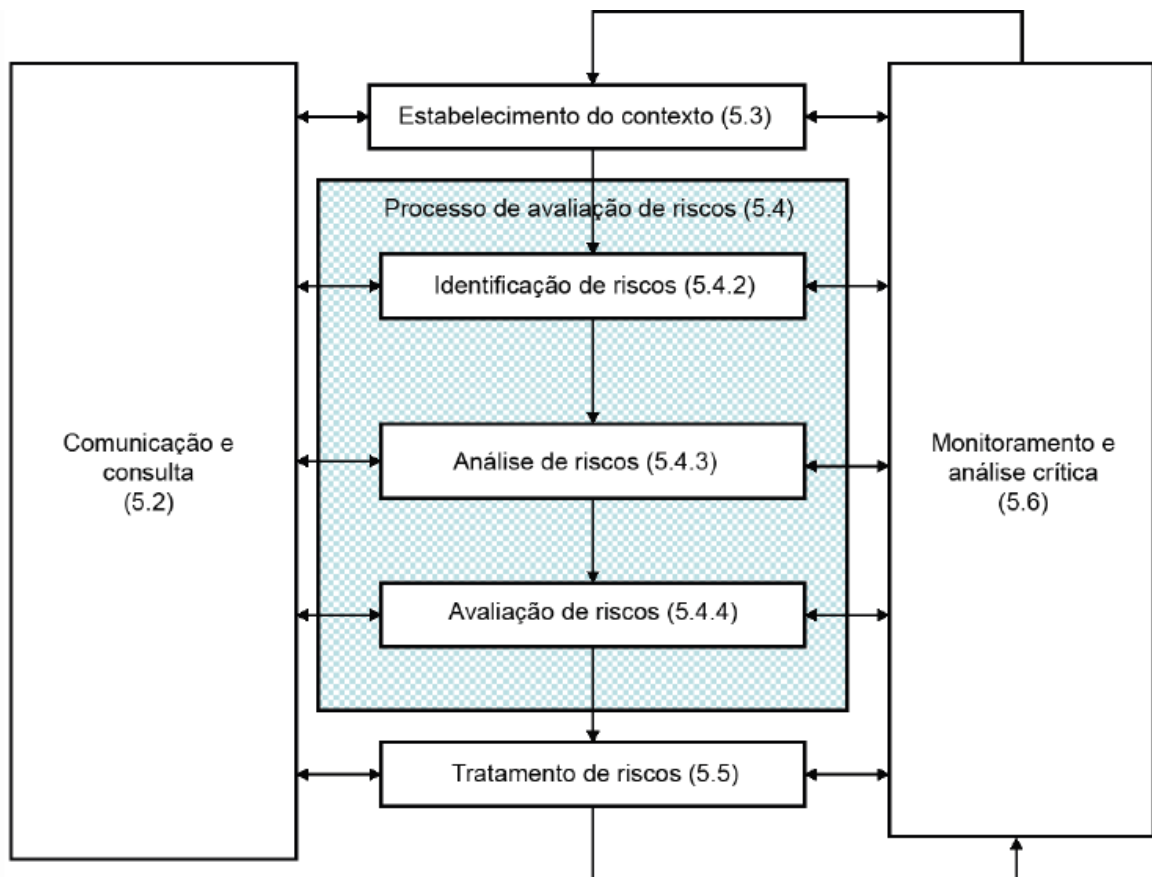 Estabelecimento do contexto (5.3)
Processo de avaliação de riscos (5.4)
Identificação de riscos (5.4.2)
Comunicação e
consulta
(5.2)
Análise de riscos (5.4.3)
Monitoramento e
análise crítica
(5.6)
Avaliação de riscos (5.4.4)
Tratamento de riscos (5.5)